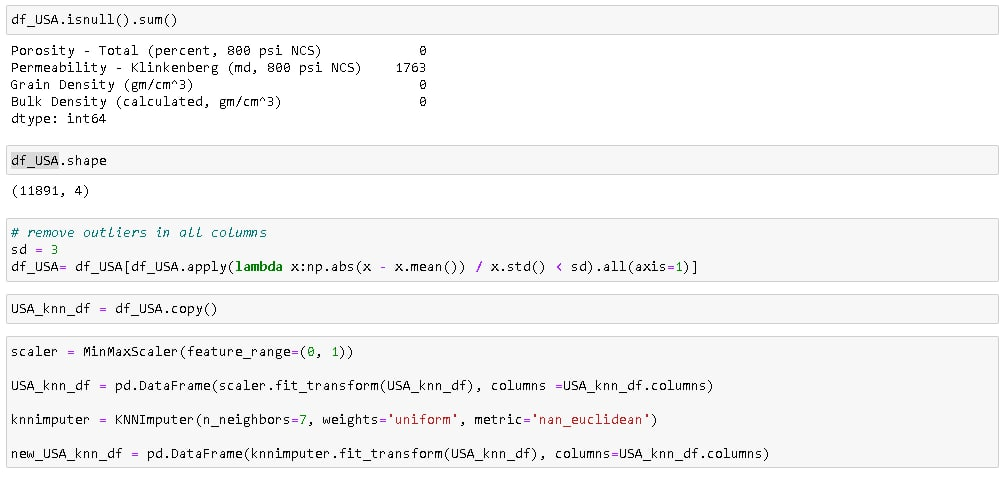 df_USA.isnull().sum()
Porosity - Total (percent, 800 psi NCS) 0
Permeability - Klinkenberg (md, 800 psi NCS) 1763
Grain Density (gm/cm^3) 0
Bulk Density (calculated, gm/cm^3) 0
dtype: int64
df_USA.shape
(11891, 4)
# remove outliers in all columns
sd = 3
df_USA= df_USA[df_USA.apply(lambda x:np.abs(x - x.mean()) / x.std() < sd).all(axis=1)]
USA_knn_df = df_USA.copy()
scaler = MinMaxScaler(feature_range=(0, 1))
USA_knn_df = pd.DataFrame(scaler.fit_transform(USA_knn_df), columns =USA_knn_df.columns)
knnimputer = KNNImputer(n_neighbors=7, weights='uniform', metric='nan_euclidean')
new_USA_knn_df = pd.DataFrame(knnimputer.fit_transform(USA_knn_df), columns=USA_knn_df.columns)